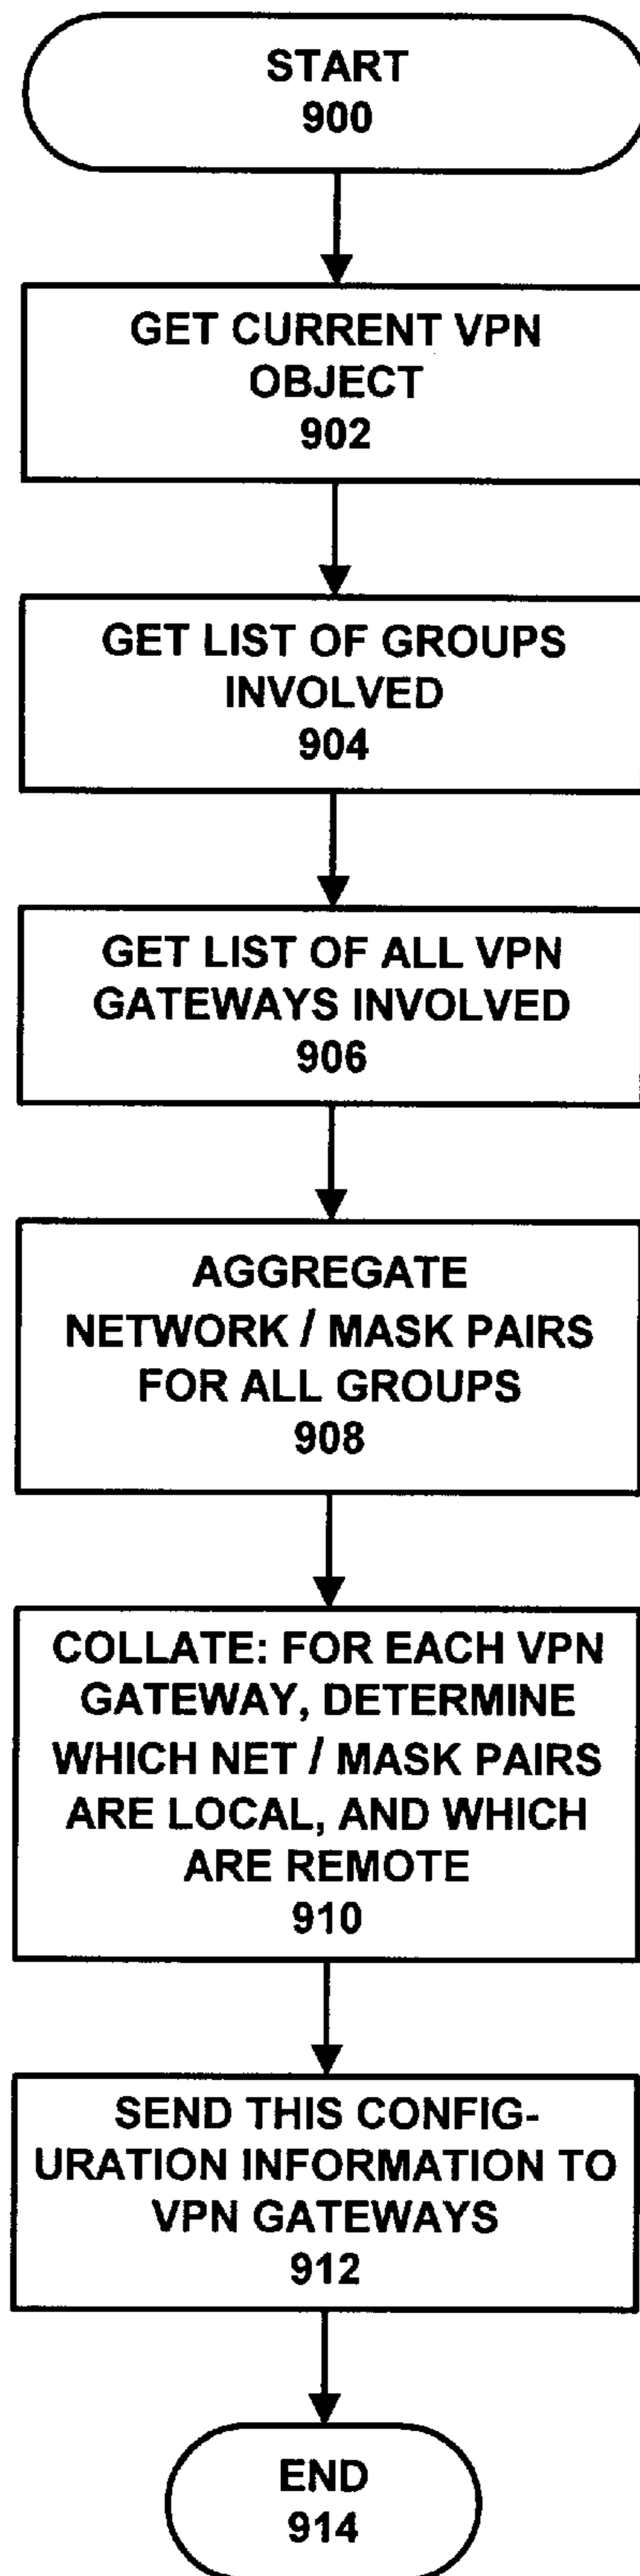 START
900
GET CURRENT VPN
OBJECT
902
GET LIST OF GROUPS
INVOLVED
904
GET LIST OF ALL VPN
GATEWAYS INVOLVED
906
AGGREGATE
NETWORK / MASK PAIRS
FOR ALL GROUPS
908
COLLATE: FOR EACH VPN
GATEWAY, DETERMINE
WHICH NET / MASK PAIRS
ARE LOCAL, AND WHICH
ARE REMOTE
910
SEND THIS CONFIG-
URATION INFORMATION TO
VPN GATEWAYS
912
END
914